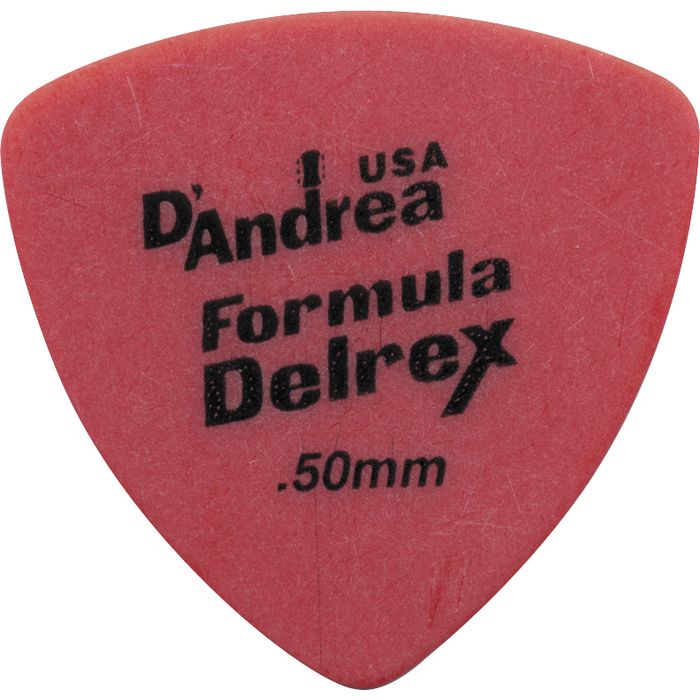 USA
D'Andrea
Formula
Delrex
.50mm